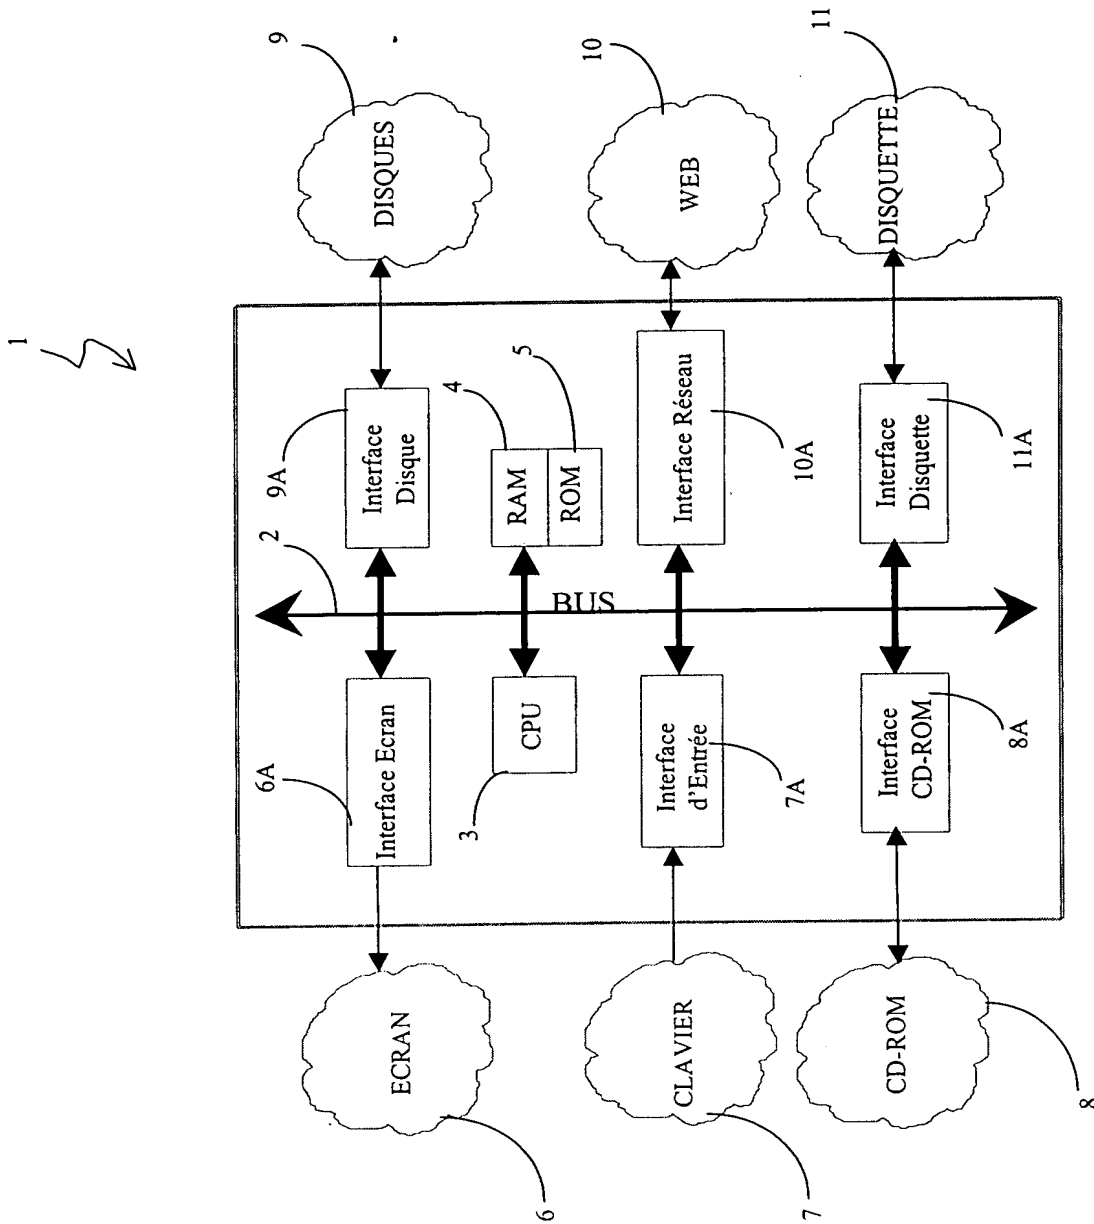 1
6A
2
9A
9
ECRAN
Interface Ecran
Interface
Disque
DISQUES
3
4
CPU
RAM
ROM
5
6
BUS
10
CLAVIER
Interface
d'Entrée
Interface Réseau
WEB
7
7A
10A
11
CD-ROM
Interface
CD-ROM
Interface
Disquette
DISQUETTE
8A
11A
8